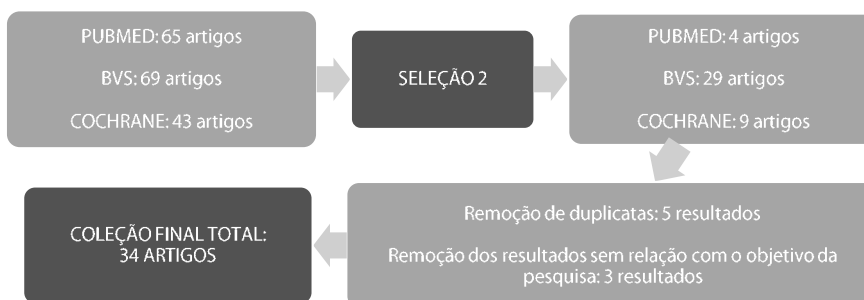 PUBMED: 65 artigos
BVS: 69 artigos
COCHRANE: 43 artigos
SELEÇÃO 2
PUBMED: 4 artigos
BVS: 29 artigos
COCHRANE: 9 artigos
Remoção de duplicatas: 5 resultados
Remoção dos resultados sem relação com o objetivo da
pesquisa: 3 resultados
COLEÇÃO FINAL TOTAL:
34 ARTIGOS